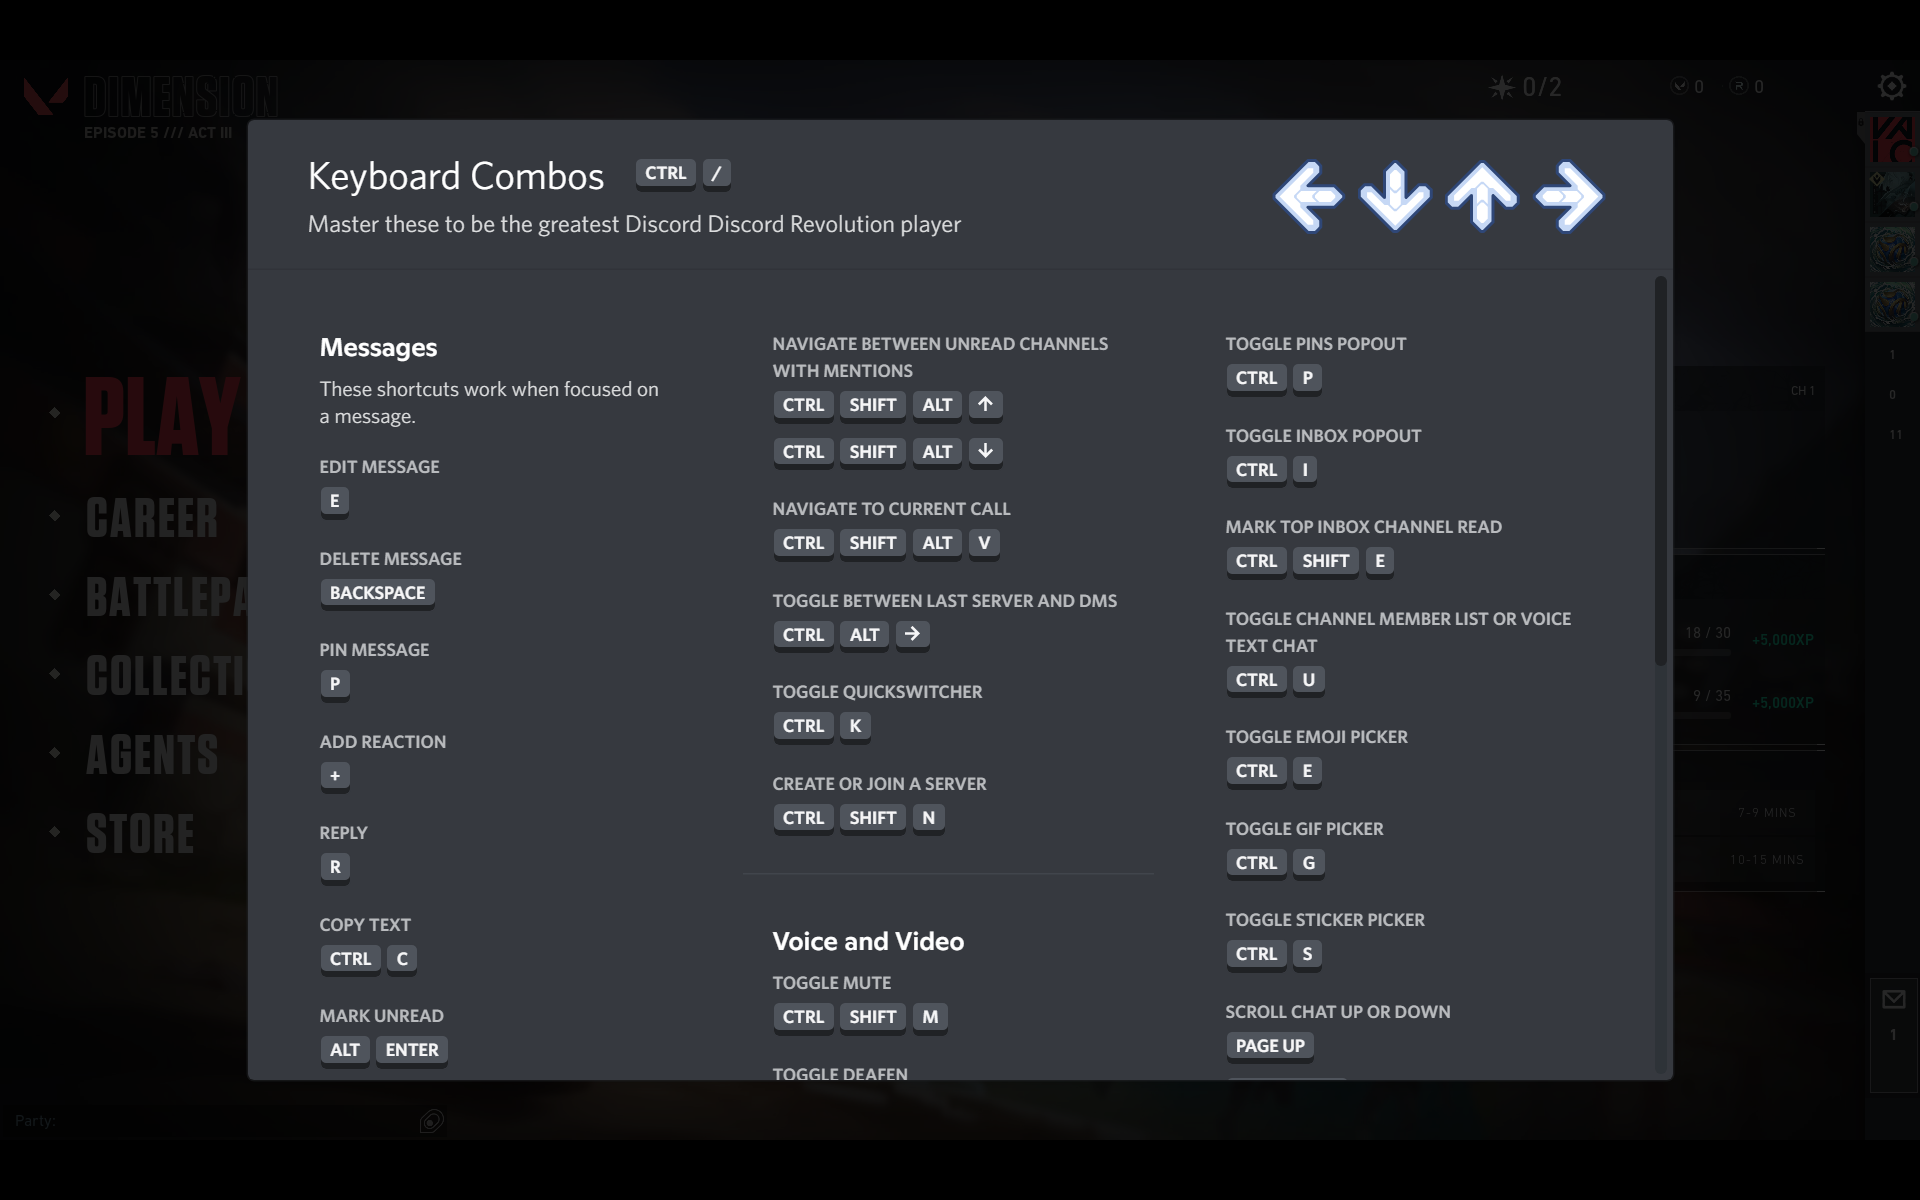 DIMENSION
EPISODE 5 /// ACT III
0/2
0
R 0
Keyboard Combos CTRL /
Master these to be the greatest Discord Discord Revolution player
Messages
These shortcuts work when focused on
a message.
EDIT MESSAGE
E
DELETE MESSAGE
BACKSPACE
PIN MESSAGE
P
ADD REACTION
+
REPLY
R
COPY TEXT
CTRL C
MARK UNREAD
ALT ENTER
NAVIGATE BETWEEN UNREAD CHANNELS
WITH MENTIONS
CTRL SHIFT ALT ↑
CTRL SHIFT ALT ↓
NAVIGATE TO CURRENT CALL
CTRL SHIFT ALT V
TOGGLE BETWEEN LAST SERVER AND DMS
CTRL ALT →
TOGGLE QUICKSWITCHER
CTRL K
CREATE OR JOIN A SERVER
CTRL SHIFT N
Voice and Video
TOGGLE MUTE
CTRL SHIFT M
TOGGLE DEAFEN
TOGGLE PINS POPOUT
CTRL P
TOGGLE INBOX POPOUT
CTRL I
MARK TOP INBOX CHANNEL READ
CTRL SHIFT E
TOGGLE CHANNEL MEMBER LIST OR VOICE
TEXT CHAT
CTRL U
TOGGLE EMOJI PICKER
CTRL E
TOGGLE GIF PICKER
CTRL G
TOGGLE STICKER PICKER
CTRL S
SCROLL CHAT UP OR DOWN
PAGE UP
PLAY
CAREER
BATTLEPA
COLLECTI
AGENTS
STORE
CH 1
18 / 30 +5,000XP
9 / 35 +5,000XP
7-9 MINS
10-15 MINS
1
0
11
1
Party: